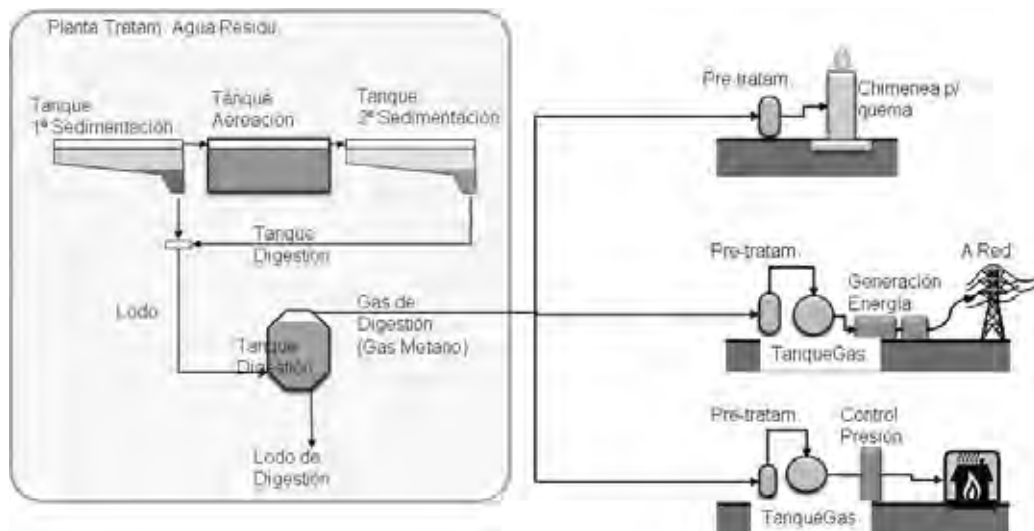 Planta Tratam. Agua Residu.
Tanque
1ª Sedimentación
Tanque
Aereación
Tanque
2ª Sedimentación
Tanque
Digestión
Lodo
Tanque
Digestión
Gas de
Digestión
(Gas Metano)
Lodo de
Digestión
Pre-tratam.
Chimenea p/
quema
Pre-tratam.
Generación
Energía
A Red
TanqueGas
Pre-tratam.
Control
Presión
TanqueGas